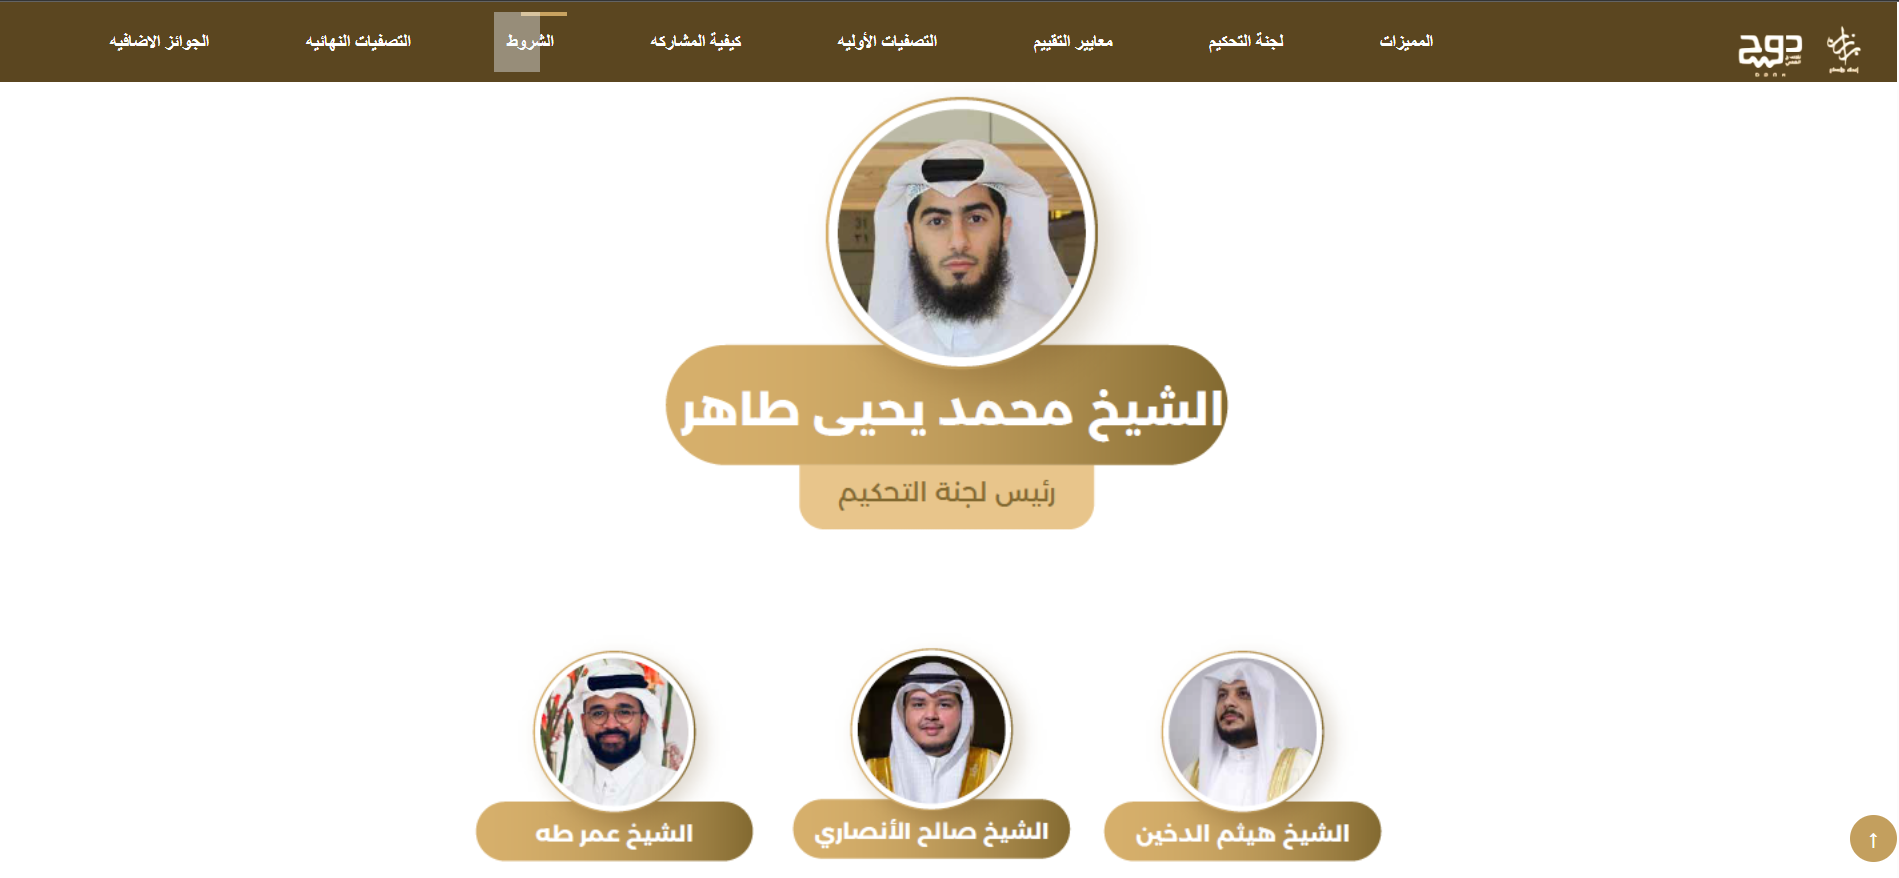 المميزات
لجنة التحكيم
معايير التقييم
التصفيات الأوليه
كيفية المشاركه
الشروط
التصفيات النهائيه
الجوائز الاضافيه
دوح
الشيخ محمد يحيى طاهر
رئيس لجنة التحكيم
الشيخ هيثم الدخين
الشيخ صالح الأنصاري
الشيخ عمر طه
↑